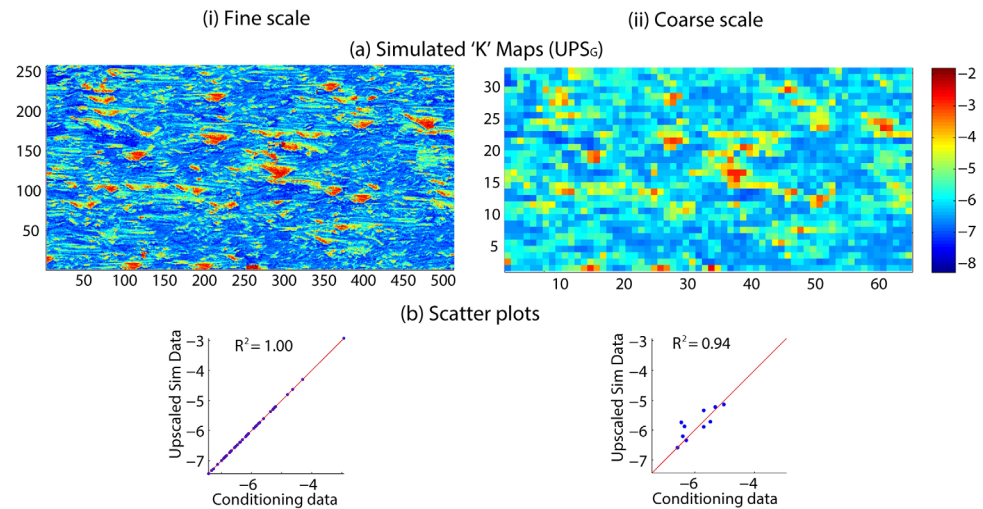 (i) Fine scale
(ii) Coarse scale
(a) Simulated ‘K’ Maps (UPSG)
250
200
150
100
50
50 100 150 200 250 300 350 400 450 500
30
25
20
15
10
5
10 20 30 40 50 60
−2
−3
−4
−5
−6
−7
−8
(b) Scatter plots
Upscaled Sim Data
−3
−4
−5
−6
−7
R2 = 1.00
−6 −4
Conditioning data
Upscaled Sim Data
−3
−4
−5
−6
−7
R2 = 0.94
−6 −4
Conditioning data